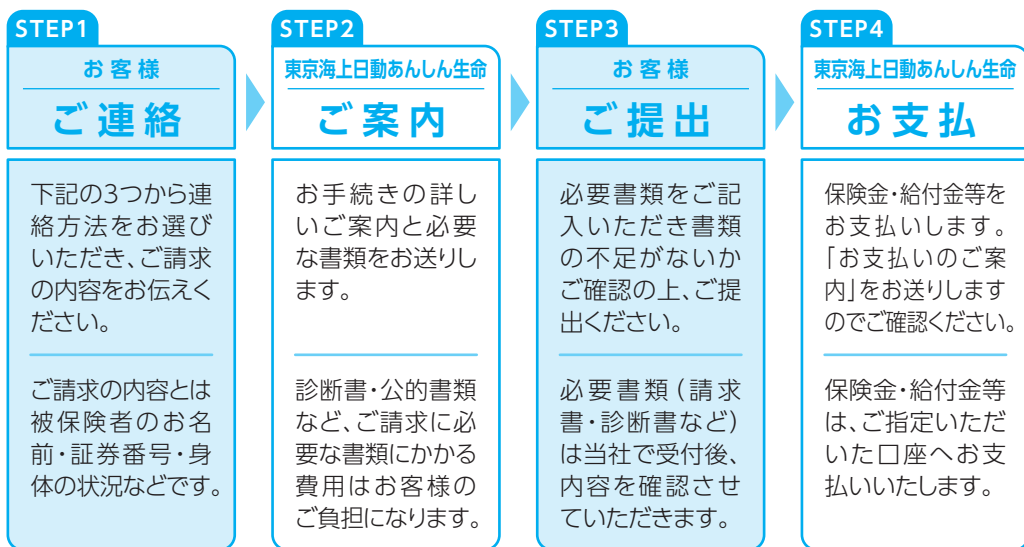 STEP1
お客様
ご連絡
下記の3つから連
絡方法をお選び
いただき、ご請求
の内容をお伝えく
ださい。
ご請求の内容とは
被保険者のお名
前・証券番号・身
体の状況などです。
STEP2
東京海上日動あんしん生命
ご案内
お手続きの詳し
いご案内と必要
な書類をお送りし
ます。
診断書・公的書類
など、ご請求に必
要な書類にかかる
費用はお客様の
ご負担になります。
STEP3
お客様
ご提出
必要書類をご記
入いただき書類
の不足がないか
ご確認の上、ご提
出ください。
必要書類(請求
書・診断書など)
は当社で受付後、
内容を確認させ
ていただきます。
STEP4
東京海上日動あんしん生命
お支払
保険金・給付金等を
お支払いします。
「お支払いのご案
内」をお送りします
のでご確認ください。
保険金・給付金等
は、ご指定いただ
いた口座へお支
払いいたします。